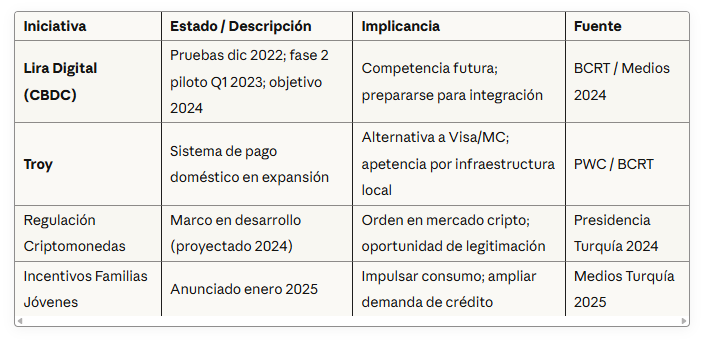 Iniciativa Estado / Descripción Implicancia Fuente
Lira Digital
(CBDC)
Pruebas dic 2022; fase 2
piloto Q1 2023; objetivo
2024
Competencia futura;
prepararse para integración
BCRT / Medios
2024
Troy
Sistema de pago
doméstico en expansión
Alternativa a Visa/MC;
apetencia por infraestructura
local
PWC / BCRT
Regulación
Criptomonedas
Marco en desarrollo
(proyectado 2024)
Orden en mercado cripto;
oportunidad de legitimación
Presidencia
Turquía 2024
Incentivos Familias
Jóvenes
Anunciado enero 2025
Impulsar consumo; ampliar
demanda de crédito
Medios Turquía
2025